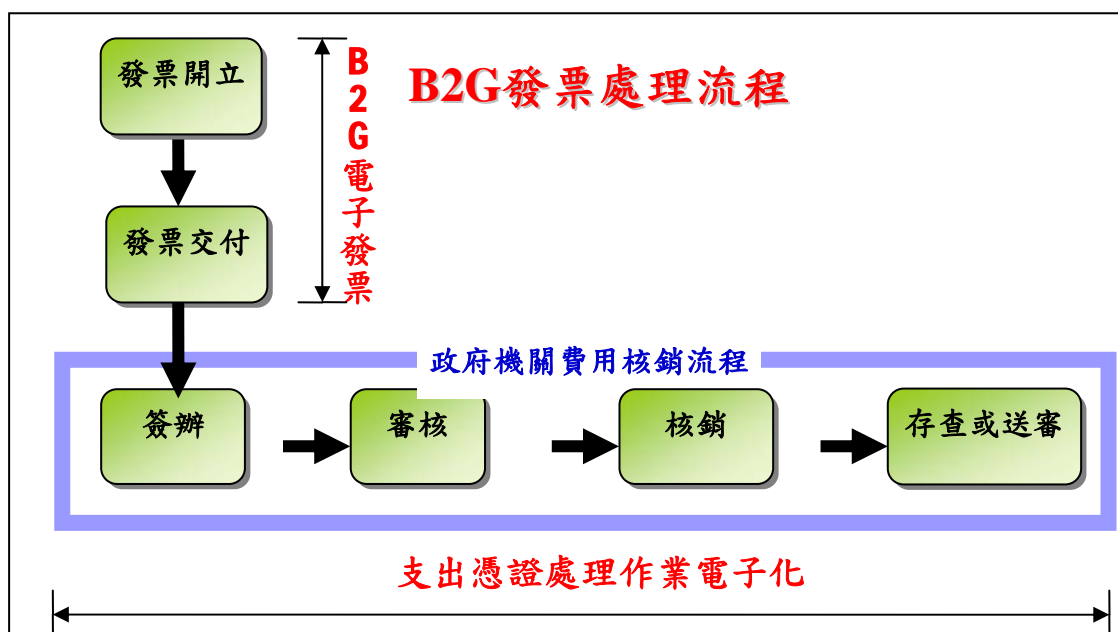 發票開立
B2G電子發票
B2G發票處理流程
發票交付
政府機關費用核銷流程
簽辦
審核
核銷
存查或送審
支出憑證處理作業電子化